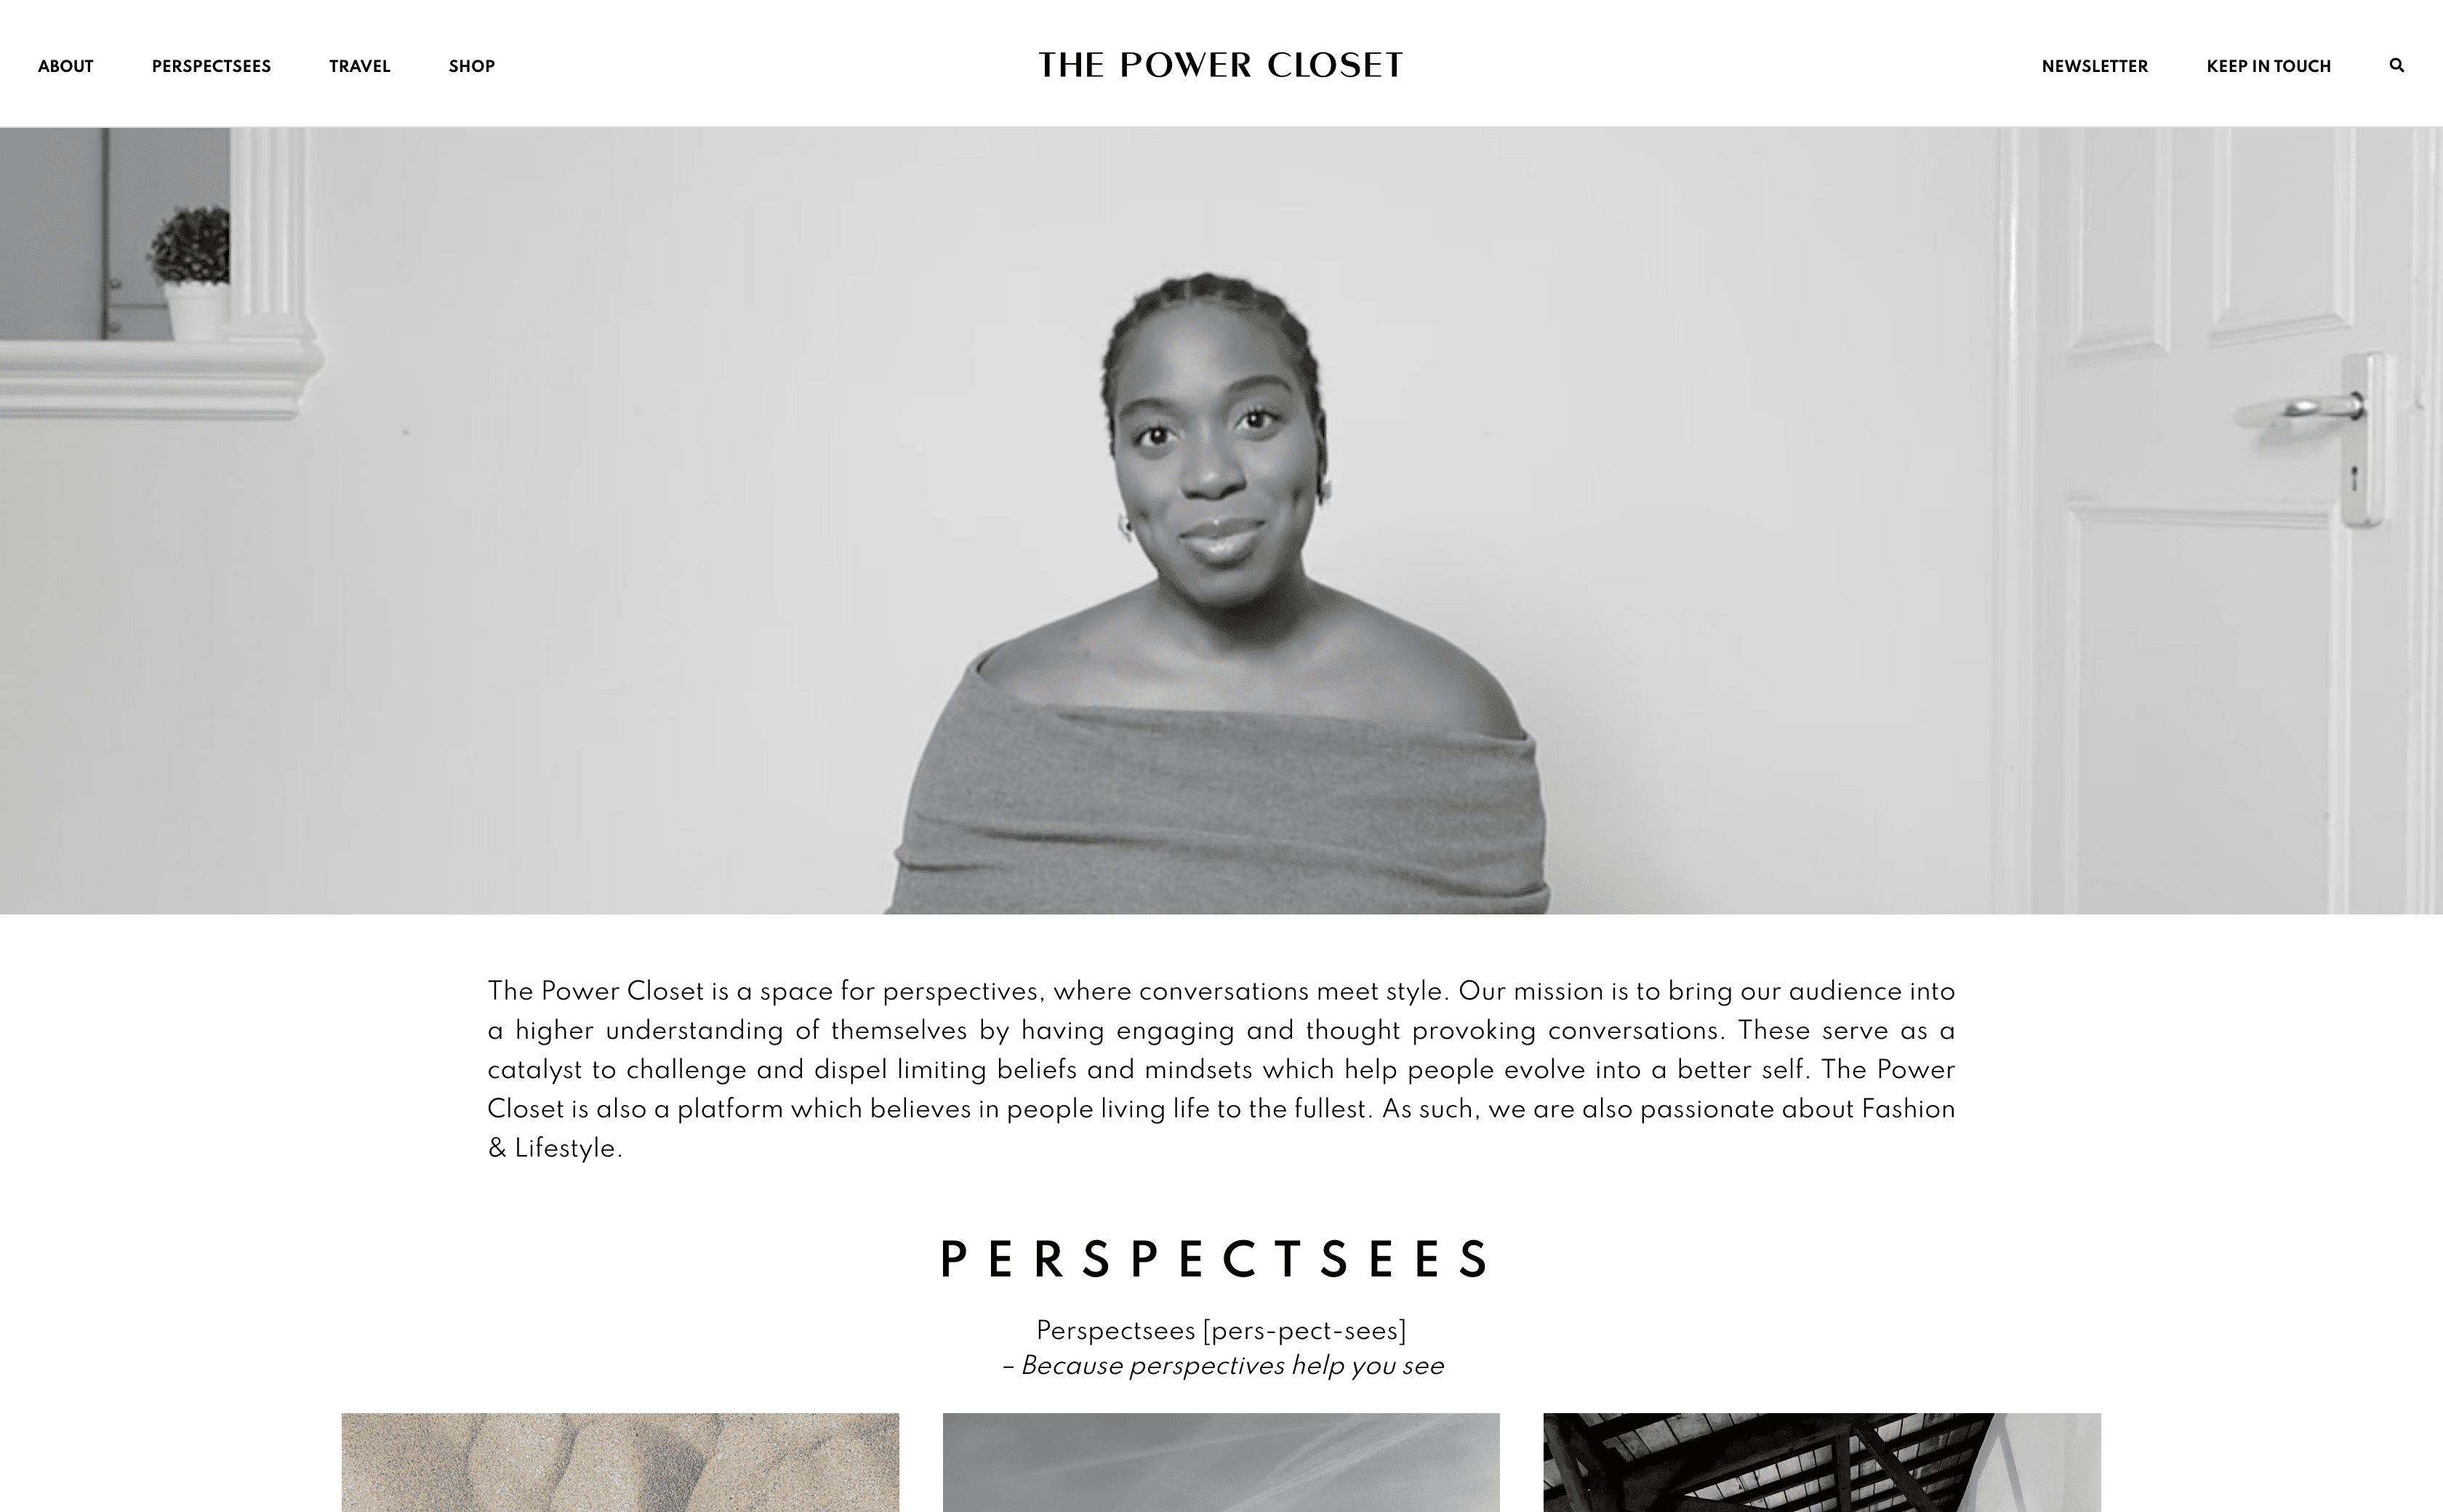 ABOUT PERSPECTSEES TRAVEL SHOP THE POWER CLOSET NEWSLETTER KEEP IN TOUCH
The Power Closet is a space for perspectives, where conversations meet style. Our mission is to bring our audience into
a higher understanding of themselves by having engaging and thought provoking conversations. These serve as a
catalyst to challenge and dispel limiting beliefs and mindsets which help people evolve into a better self. The Power
Closet is also a platform which believes in people living life to the fullest. As such, we are also passionate about Fashion
& Lifestyle.
PERSPECTSEES
Perspectsees [pers-pect-sees]
– Because perspectives help you see